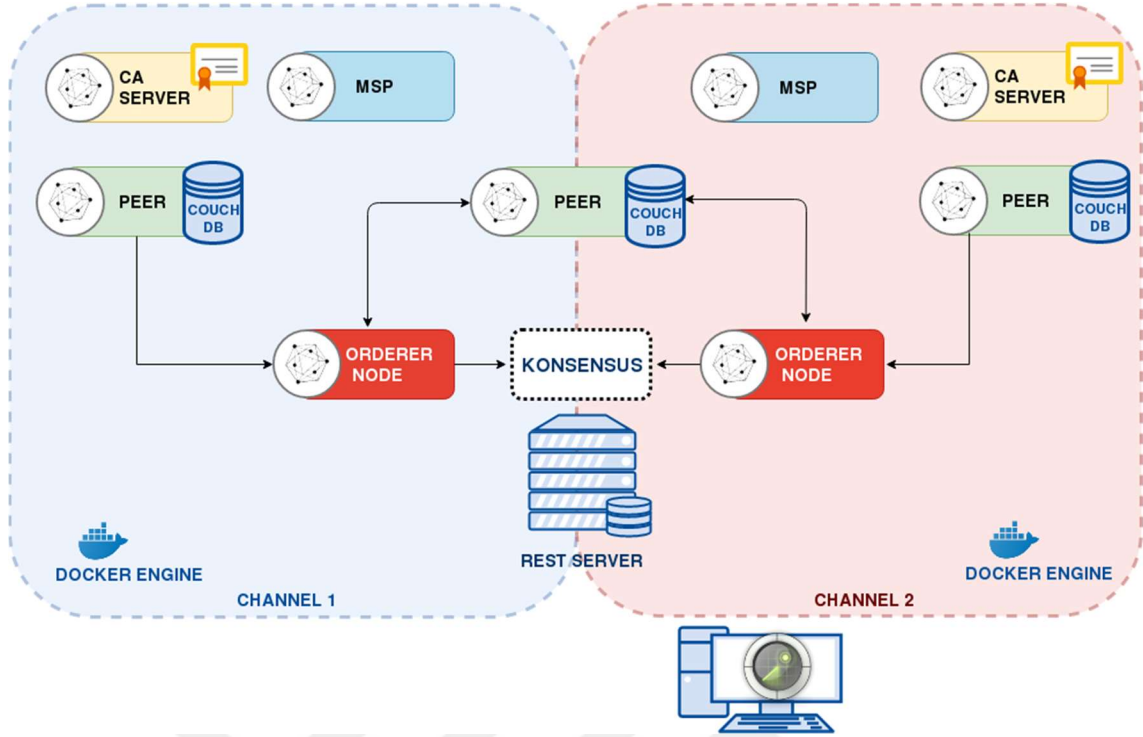 CA
SERVER
MSP
MSP
CA
SERVER
PEER
COUCH
DB
PEER
COUCH
DB
PEER
COUCH
DB
ORDERER
NODE
KONSENSUS
ORDERER
NODE
REST SERVER
DOCKER ENGINE
DOCKER ENGINE
CHANNEL 1
CHANNEL 2